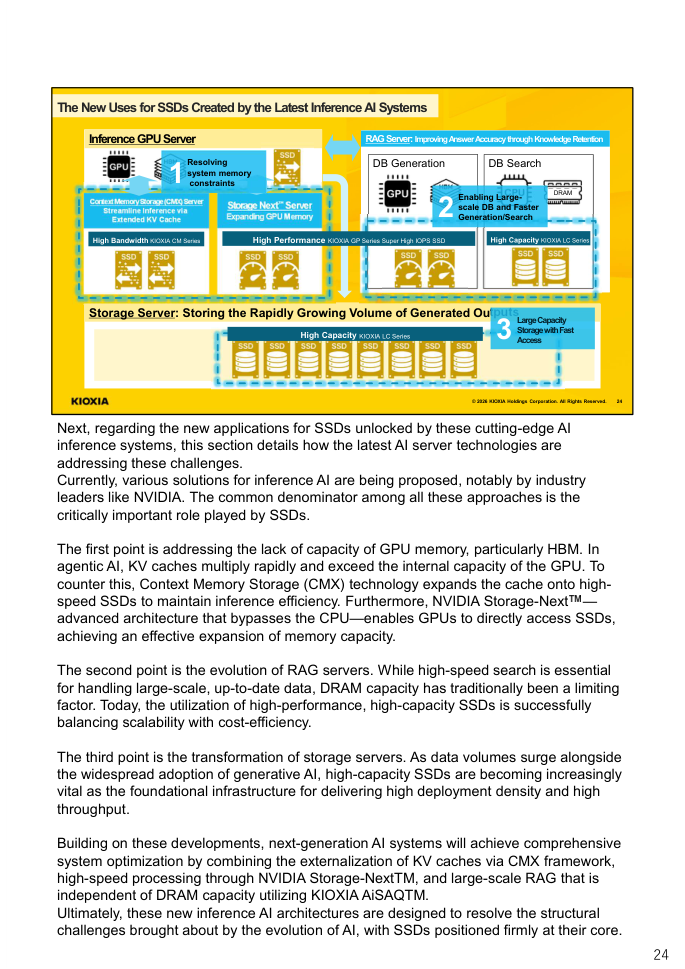 The New Uses for SSDs Created by the Latest Inference AI Systems
Inference GPU Server
GPU
1
Resolving
system memory
constraints
SSD
RAG Server: Improving Answer Accuracy through Knowledge Retention
DB Generation
DB Search
GPU
DRAM
2
Enabling Large-
scale DB and Faster
Generation/Search
Context Memory Storage (CMX) Server
Streamline Inference via
Extended KV Cache
Storage Next™ Server
Expanding GPU Memory
High Bandwidth KIOXIA CM Series
High Performance KIOXIA GP Series Super High IOPS SSD
High Capacity KIOXIA LC Series
SSD SSD SSD SSD SSD SSD SSD SSD
Storage Server: Storing the Rapidly Growing Volume of Generated Outputs
3
Large Capacity
Storage with Fast
Access
High Capacity KIOXIA LC Series
SSD SSD SSD SSD SSD SSD SSD SSD
KIOXIA
© 2026 KIOXIA Holdings Corporation. All Rights Reserved. 24
Next, regarding the new applications for SSDs unlocked by these cutting-edge AI
inference systems, this section details how the latest AI server technologies are
addressing these challenges.
Currently, various solutions for inference AI are being proposed, notably by industry
leaders like NVIDIA. The common denominator among all these approaches is the
critically important role played by SSDs.
The first point is addressing the lack of capacity of GPU memory, particularly HBM. In
agentic AI, KV caches multiply rapidly and exceed the internal capacity of the GPU. To
counter this, Context Memory Storage (CMX) technology expands the cache onto high-
speed SSDs to maintain inference efficiency. Furthermore, NVIDIA Storage-Next™—
advanced architecture that bypasses the CPU—enables GPUs to directly access SSDs,
achieving an effective expansion of memory capacity.
The second point is the evolution of RAG servers. While high-speed search is essential
for handling large-scale, up-to-date data, DRAM capacity has traditionally been a limiting
factor. Today, the utilization of high-performance, high-capacity SSDs is successfully
balancing scalability with cost-efficiency.
The third point is the transformation of storage servers. As data volumes surge alongside
the widespread adoption of generative AI, high-capacity SSDs are becoming increasingly
vital as the foundational infrastructure for delivering high deployment density and high
throughput.
Building on these developments, next-generation AI systems will achieve comprehensive
system optimization by combining the externalization of KV caches via CMX framework,
high-speed processing through NVIDIA Storage-NextTM, and large-scale RAG that is
independent of DRAM capacity utilizing KIOXIA AiSAQTM.
Ultimately, these new inference AI architectures are designed to resolve the structural
challenges brought about by the evolution of AI, with SSDs positioned firmly at their core.
24